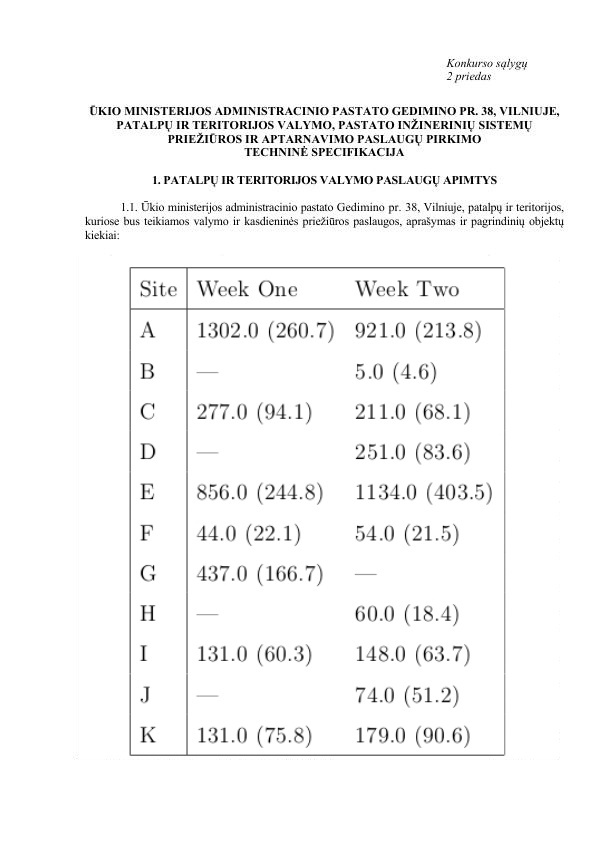 Konkurso sąlygų
2 priedas
ŪKIO MINISTERIJOS ADMINISTRACINIO PASTATO GEDIMINO PR. 38, VILNIUJE,
PATALPŲ IR TERITORIJOS VALYMO, PASTATO INŽINERINIŲ SISTEMŲ
PRIEŽIŪROS IR APTARNAVIMO PASLAUGŲ PIRKIMO
TECHNINĖ SPECIFIKACIJA
1. PATALPŲ IR TERITORIJOS VALYMO PASLAUGŲ APIMTYS
1.1. Ūkio ministerijos administracinio pastato Gedimino pr. 38, Vilniuje, patalpų ir teritorijos,
kuriose bus teikiamos valymo ir kasdieninės priežiūros paslaugos, aprašymas ir pagrindinių objektų
kiekiai:
Site Week One Week Two
A 1302.0 (260.7) 921.0 (213.8)
B — 5.0 (4.6)
C 277.0 (94.1) 211.0 (68.1)
D — 251.0 (83.6)
E 856.0 (244.8) 1134.0 (403.5)
F 44.0 (22.1) 54.0 (21.5)
G 437.0 (166.7) —
H — 60.0 (18.4)
I 131.0 (60.3) 148.0 (63.7)
J — 74.0 (51.2)
K 131.0 (75.8) 179.0 (90.6)